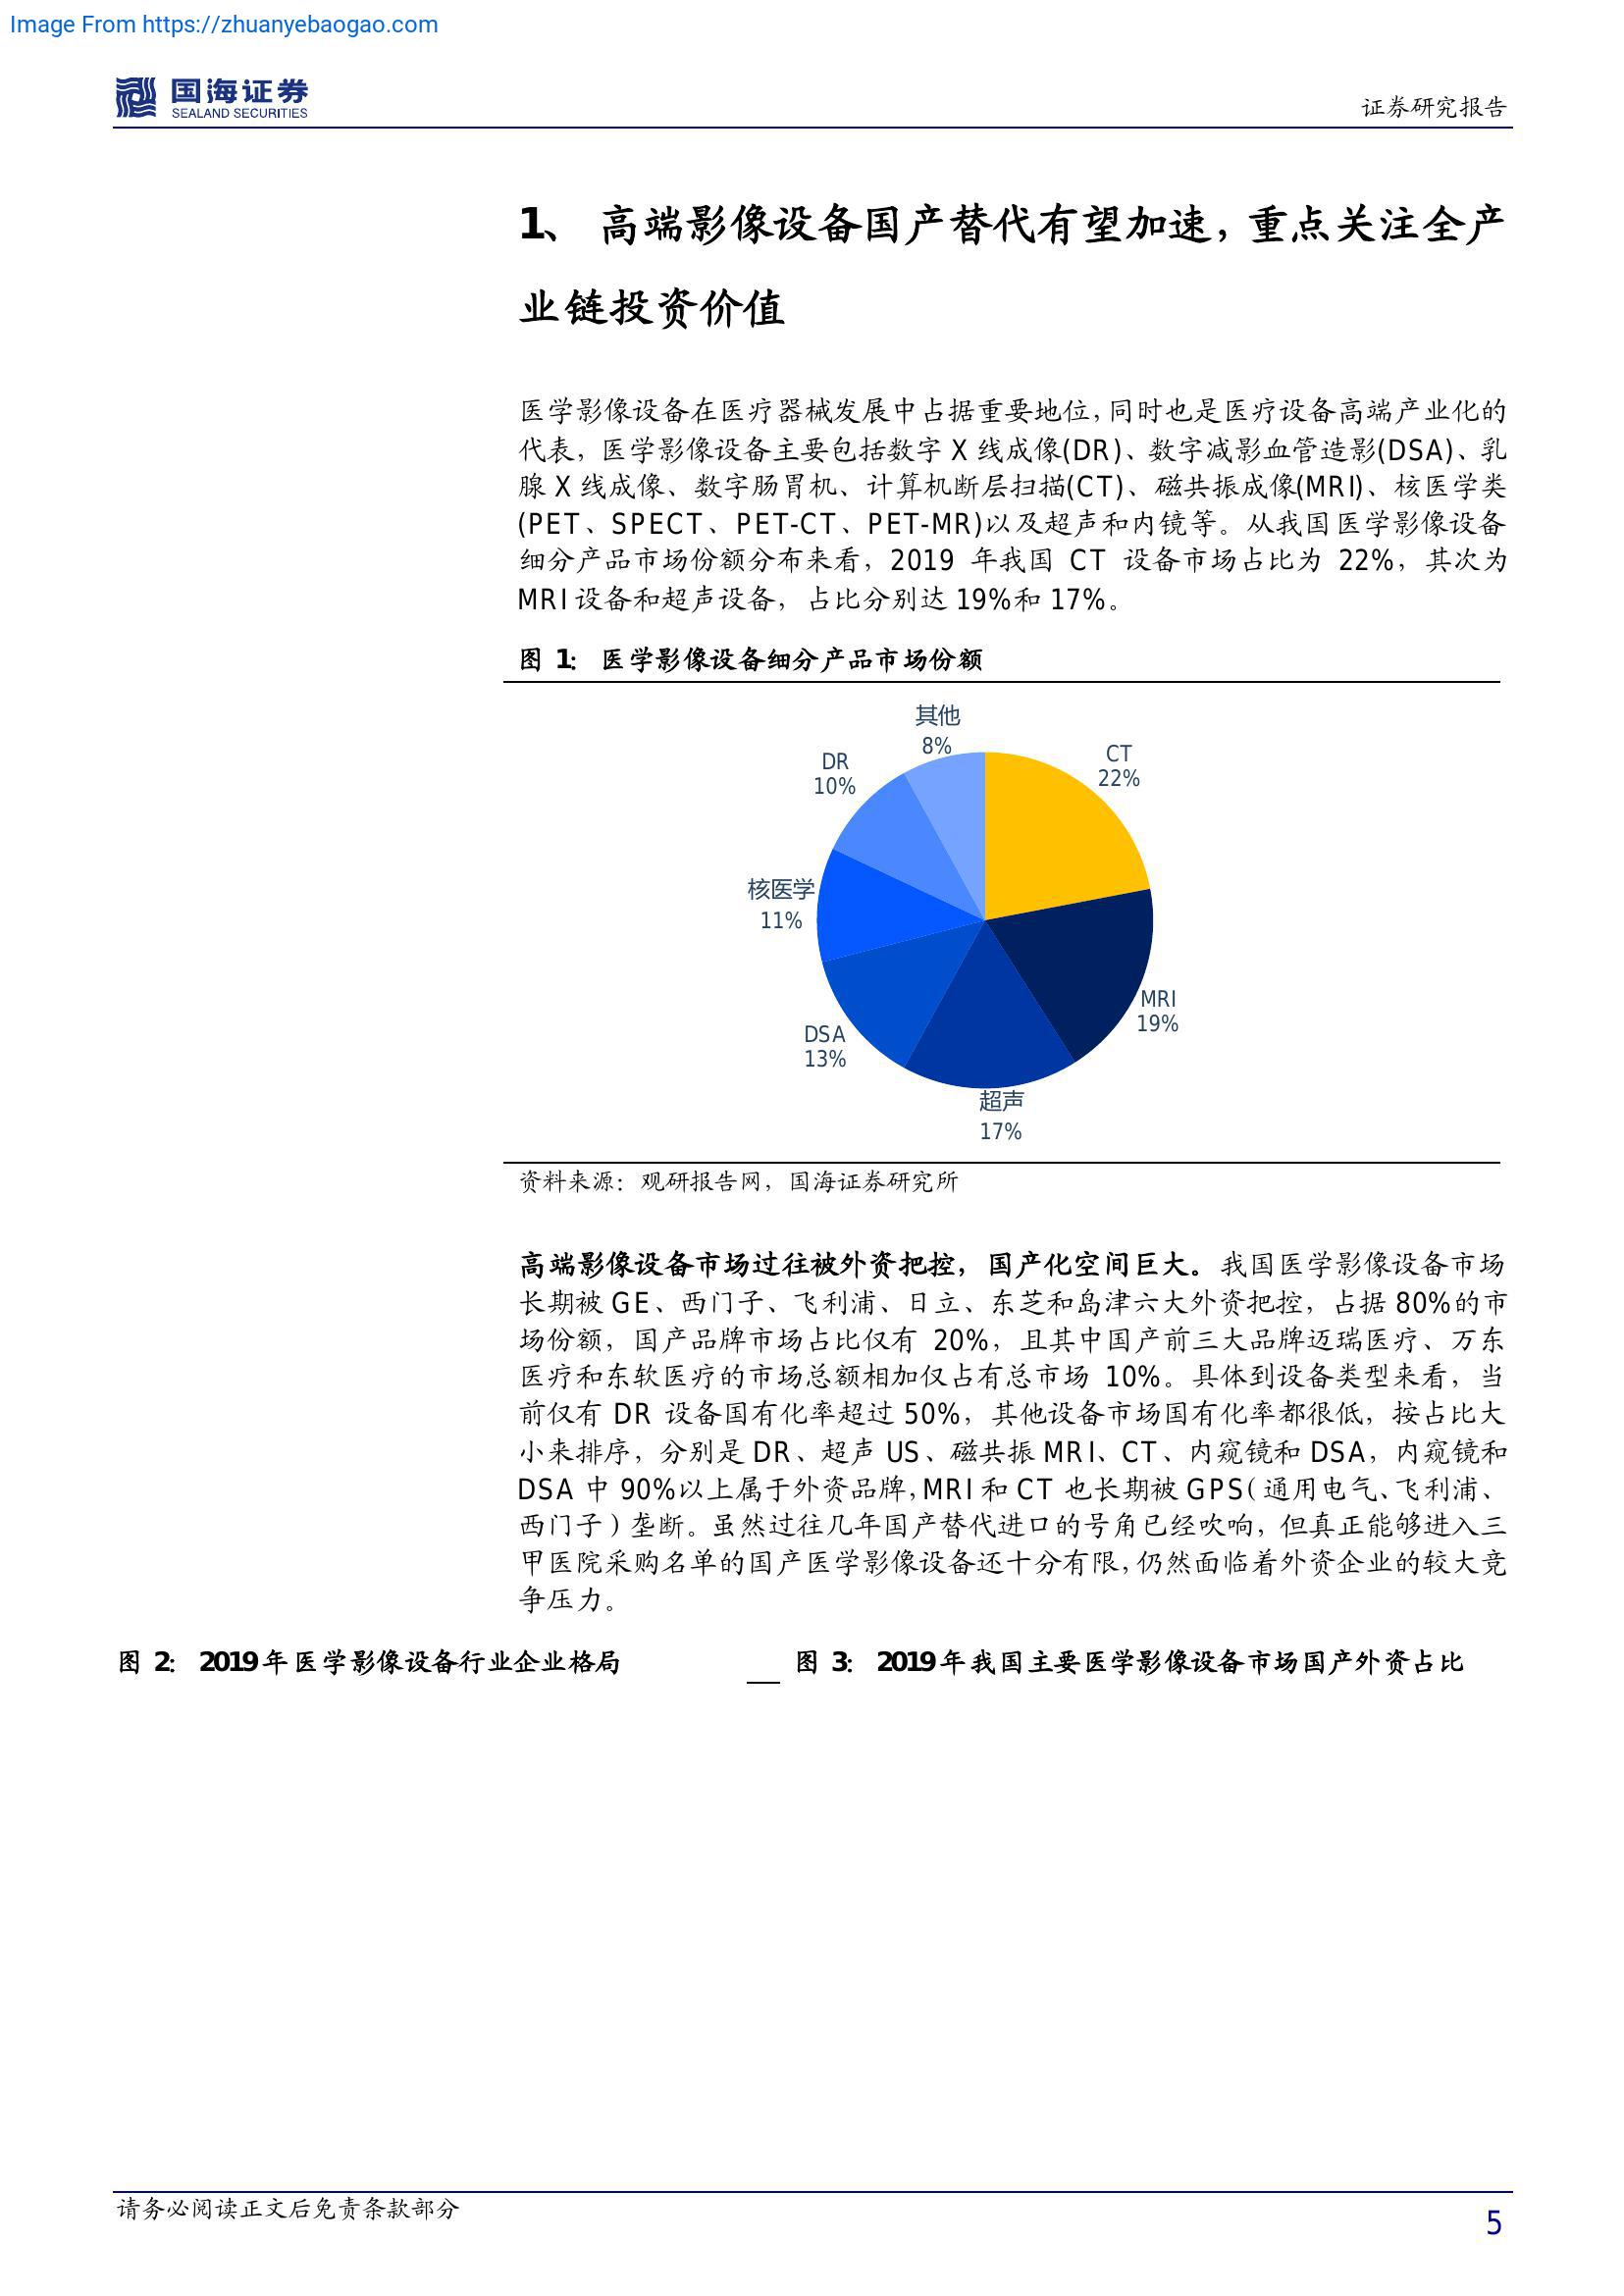 Image From https://zhuanyebaogao.com
国海证券
SEALAND SECURITIES
证券研究报告
1、 高端影像设备国产替代有望加速，重点关注全产
业链投资价值
医学影像设备在医疗器械发展中占据重要地位，同时也是医疗设备高端产业化的
代表，医学影像设备主要包括数字 X 线成像(DR)、数字减影血管造影(DSA)、乳
腺 X 线成像、数字肠胃机、计算机断层扫描(CT)、磁共振成像(MRI)、核医学类
(PET、SPECT、PET-CT、PET-MR)以及超声和内镜等。从我国医学影像设备
细分产品市场份额分布来看，2019 年我国 CT 设备市场占比为 22%，其次为
MRI 设备和超声设备，占比分别达 19%和 17%。
图 1： 医学影像设备细分产品市场份额
其他
8%
CT
22%
DR
10%
核医学
11%
MRI
19%
DSA
13%
超声
17%
资料来源：观研报告网，国海证券研究所
高端影像设备市场过往被外资把控，国产化空间巨大。我国医学影像设备市场
长期被 GE、西门子、飞利浦、日立、东芝和岛津六大外资把控，占据 80%的市
场份额，国产品牌市场占比仅有 20%，且其中国产前三大品牌迈瑞医疗、万东
医疗和东软医疗的市场总额相加仅占有总市场 10%。具体到设备类型来看，当
前仅有 DR 设备国有化率超过 50%，其他设备市场国有化率都很低，按占比大
小来排序，分别是 DR、超声 US、磁共振 MRI、CT、内窥镜和 DSA，内窥镜和
DSA 中 90%以上属于外资品牌，MRI 和 CT 也长期被 GPS（通用电气、飞利浦、
西门子）垄断。虽然过往几年国产替代进口的号角已经吹响，但真正能够进入三
甲医院采购名单的国产医学影像设备还十分有限，仍然面临着外资企业的较大竞
争压力。
图 2： 2019 年医学影像设备行业企业格局
图 3： 2019 年我国主要医学影像设备市场国产外资占比
请务必阅读正文后免责条款部分
5